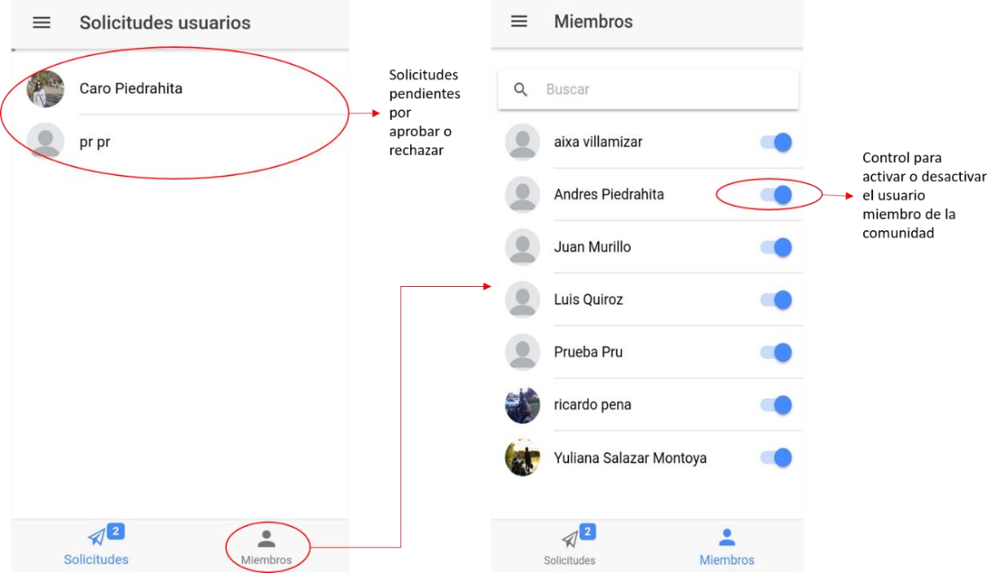 Solicitudes usuarios
Caro Piedrahita
pr pr
Solicitudes
pendientes
por
aprobar o
rechazar
2
Solicitudes
Miembros
Miembros
Buscar
aixa villamizar
Andres Piedrahita
Juan Murillo
Luis Quiroz
Prueba Pru
ricardo pena
Yuliana Salazar Montoya
Control para
activar o desactivar
el usuario
miembro de la
comunidad
2
Solicitudes
Miembros